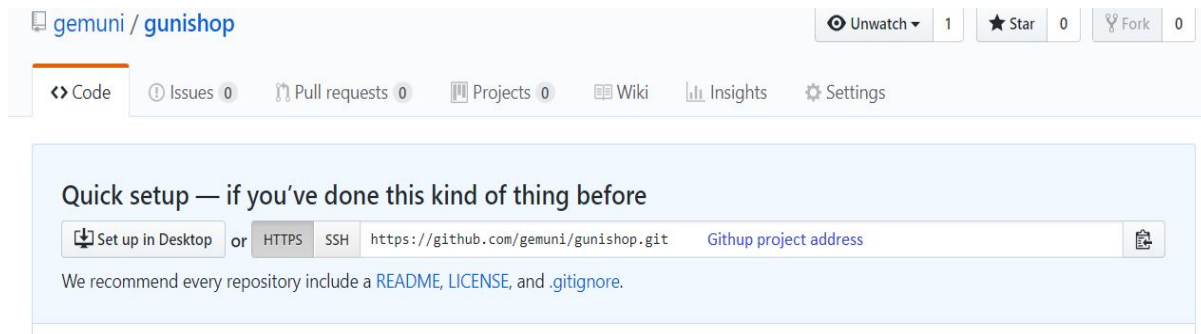 gemuni / gunishop
Unwatch 1 Star 0 Fork 0
Code Issues 0 Pull requests 0 Projects 0 Wiki Insights Settings
Quick setup — if you’ve done this kind of thing before
Set up in Desktop or HTTPS SSH https://github.com/gemuni/gunishop.git Githup project address
We recommend every repository include a README, LICENSE, and .gitignore.